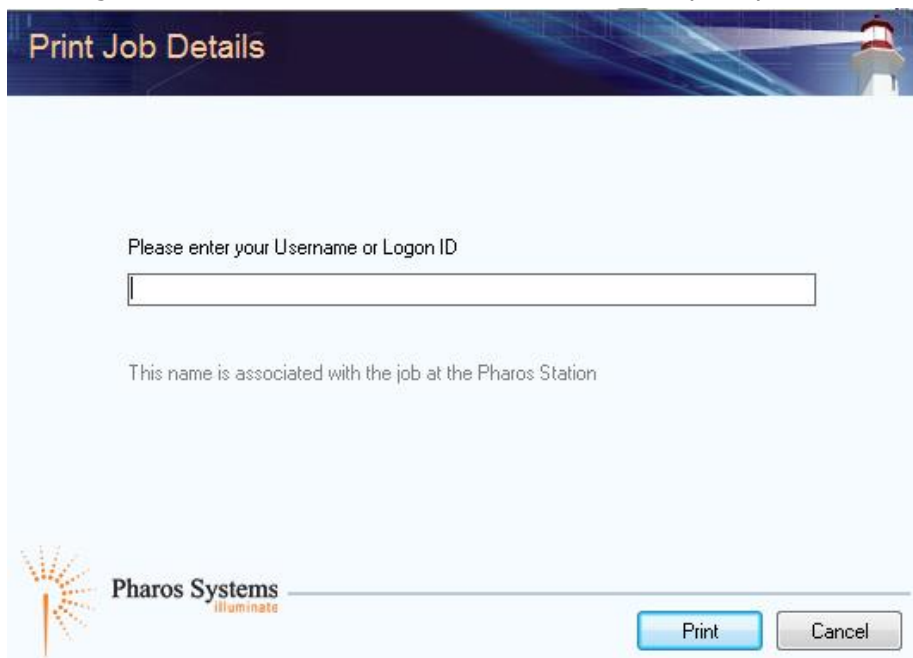 Print Job Details
Please enter your Username or Logon ID
This name is associated with the job at the Pharos Station
Pharos Systems
illuminate
Print Cancel